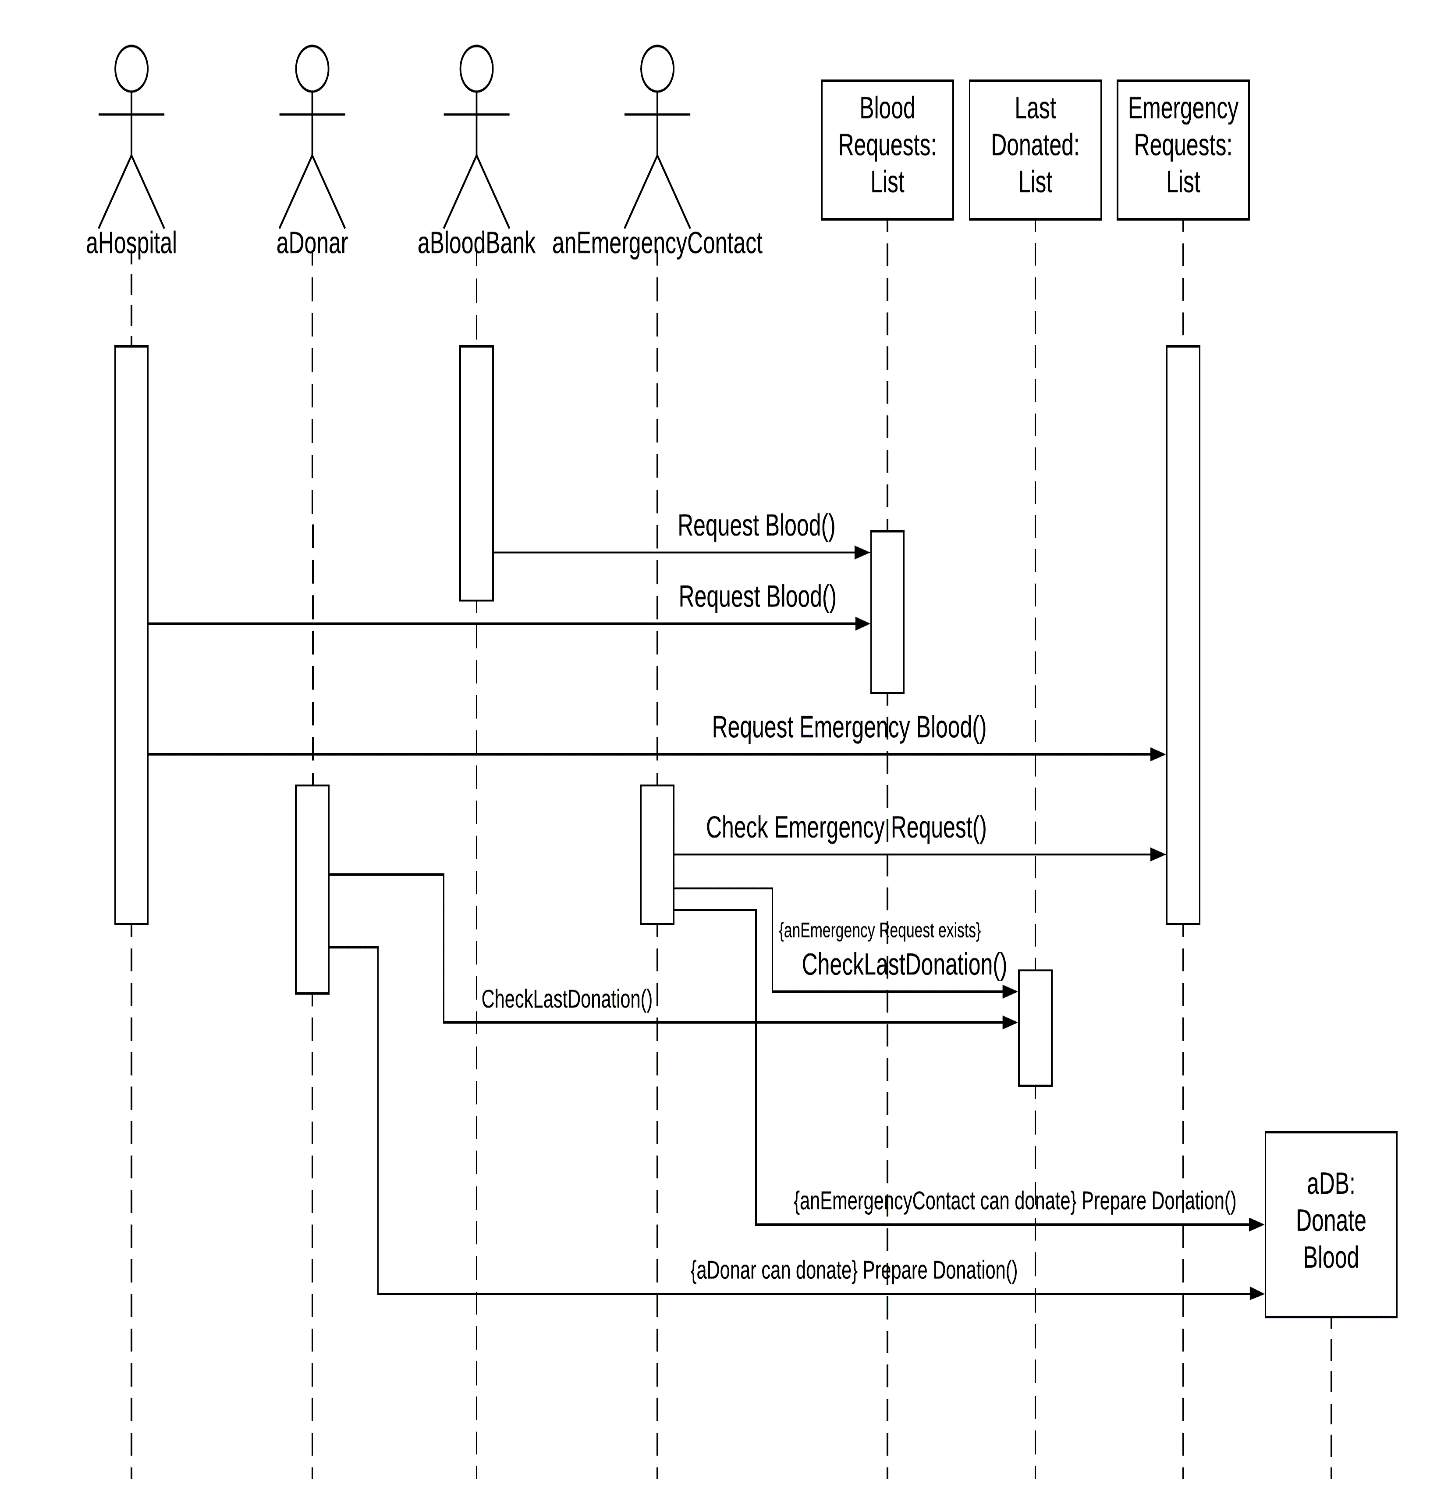 Blood
Requests:
List
Last
Donated:
List
Emergency
Requests:
List
aHospital
aDonar
aBloodBank
anEmergencyContact
Request Blood()
Request Blood()
Request Emergency Blood()
Check Emergency Request()
{anEmergency Request exists}
CheckLastDonation()
CheckLastDonation()
{anEmergencyContact can donate} Prepare Donation()
aDB:
Donate
Blood
{aDonar can donate} Prepare Donation()